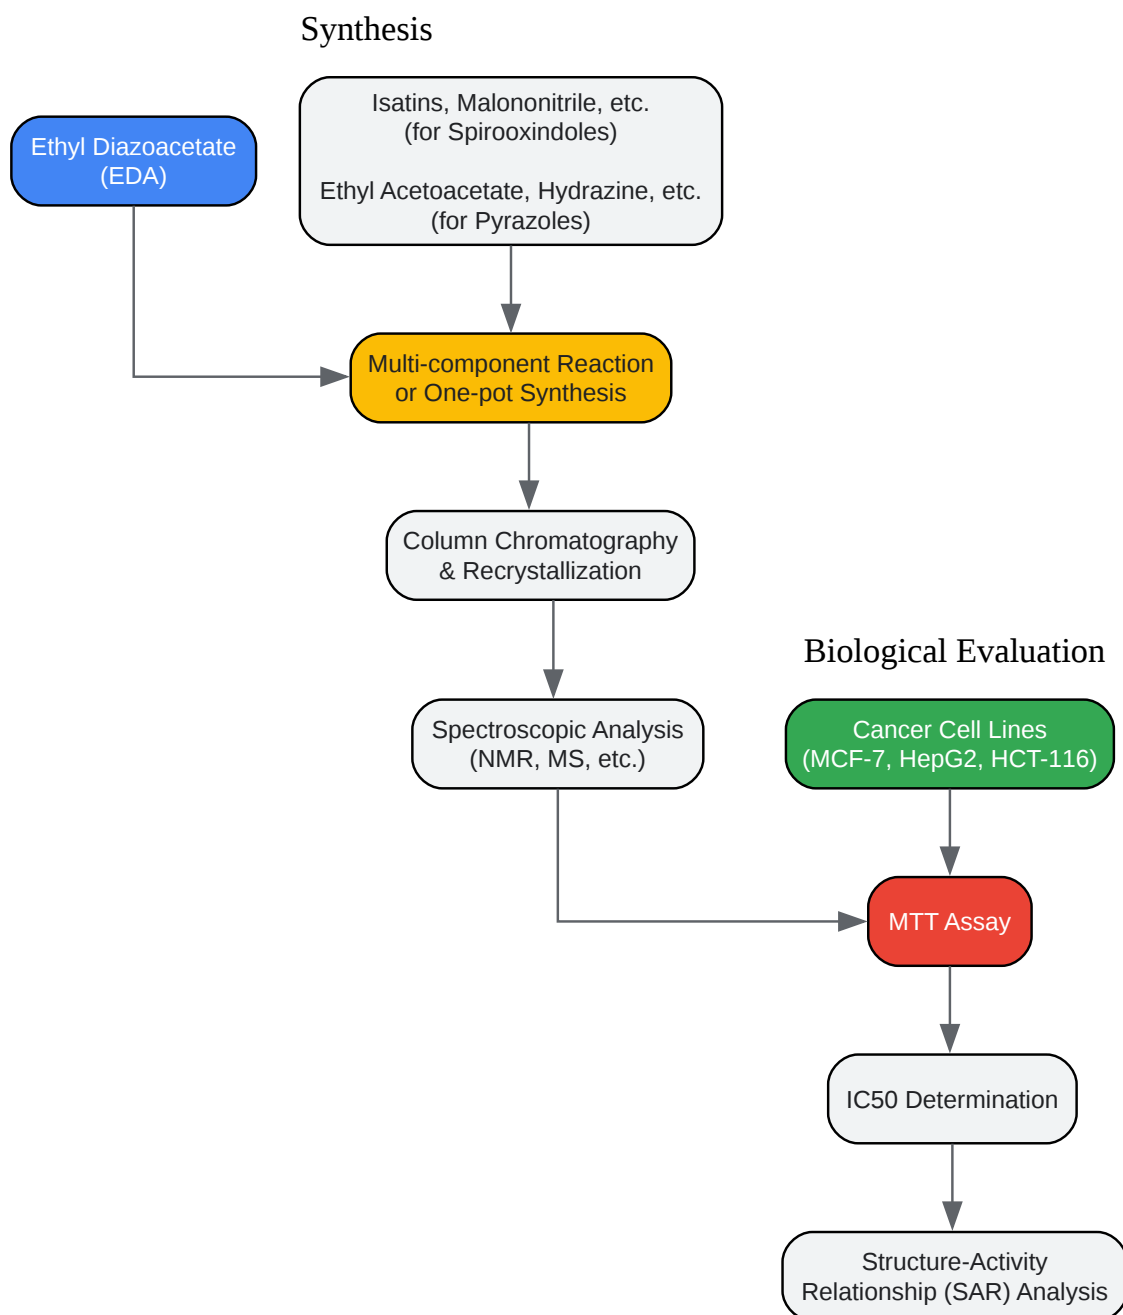 Synthesis
Isatins, Malononitrile, etc.
(for Spirooxindoles)
Ethyl Acetoacetate, Hydrazine, etc.
(for Pyrazoles)
Ethyl Diazoacetate
(EDA)
Multi-component Reaction
or One-pot Synthesis
Column Chromatography
& Recrystallization
Spectroscopic Analysis
(NMR, MS, etc.)
Biological Evaluation
Cancer Cell Lines
(MCF-7, HepG2, HCT-116)
MTT Assay
IC50 Determination
Structure-Activity
Relationship (SAR) Analysis